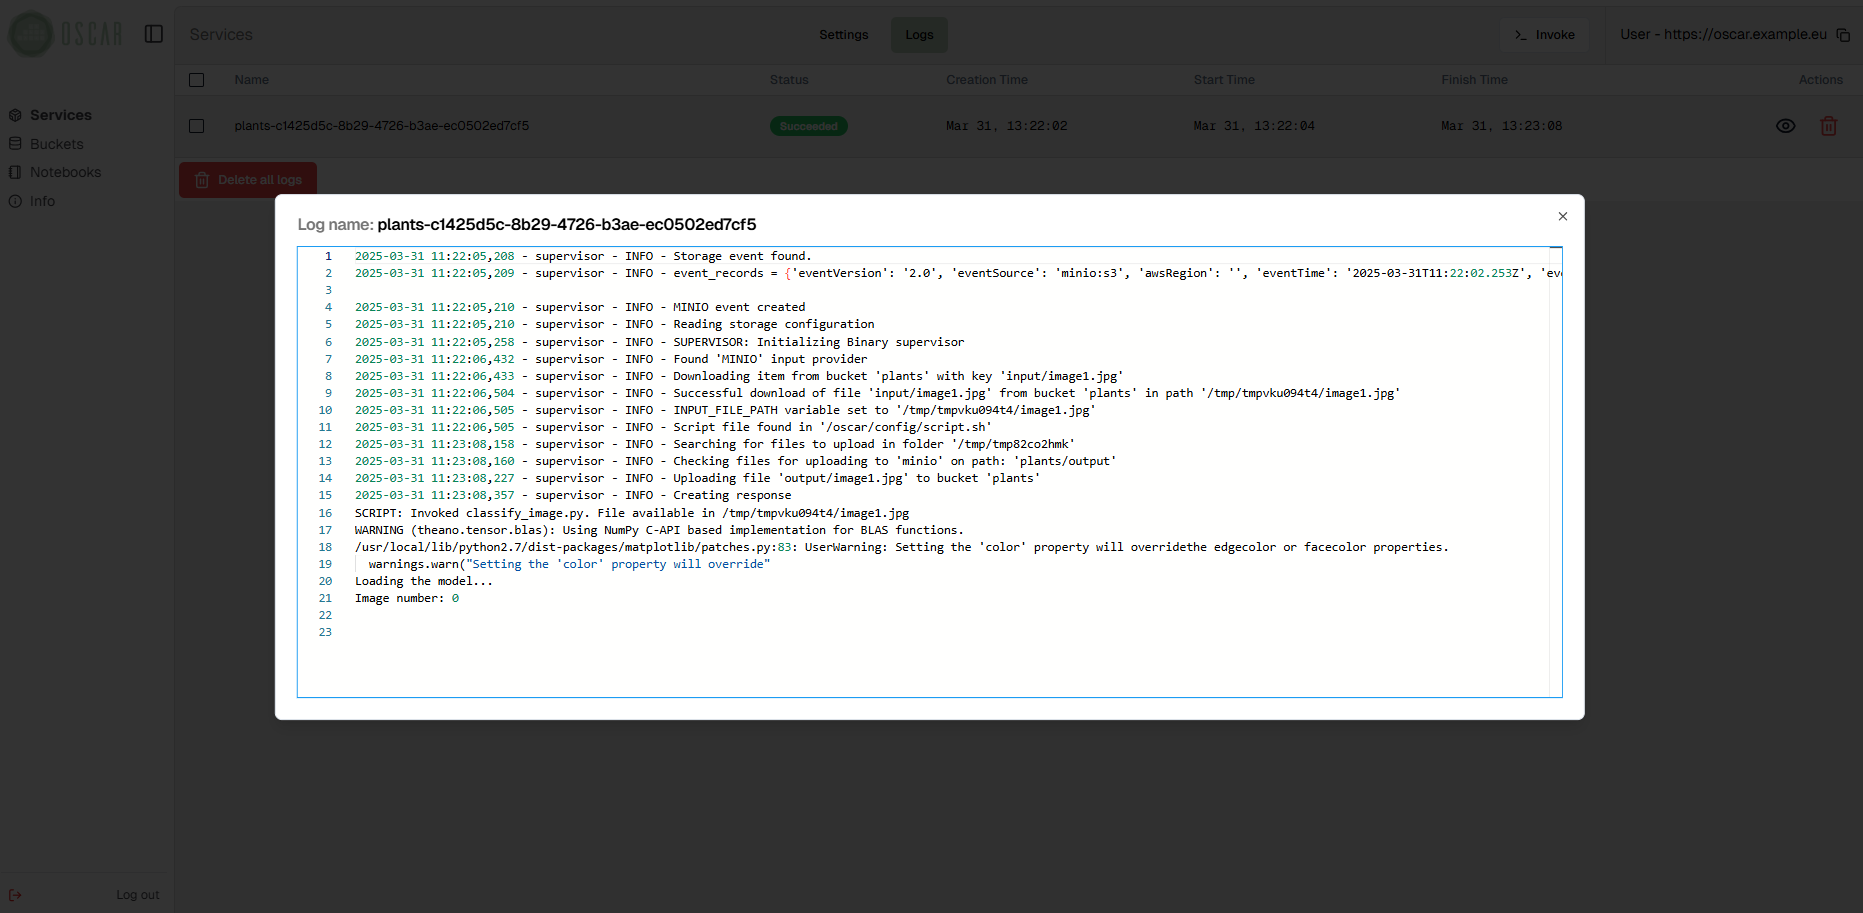 OSCAR
Services
Settings
Logs
Invoke
User - https://oscar.example.eu
Name
Status
Creation Time
Start Time
Finish Time
Actions
plants-c1425d5c-8b29-4726-b3ae-ec0502ed7cf5
Succeeded
Mar 31, 13:22:02
Mar 31, 13:22:04
Mar 31, 13:23:08
Delete all logs
Services
Buckets
Notebooks
Info
Log out
Log name: plants-c1425d5c-8b29-4726-b3ae-ec0502ed7cf5
1 2025-03-31 11:22:05,208 - supervisor - INFO - Storage event found.
2 2025-03-31 11:22:05,209 - supervisor - INFO - event_records = {'eventVersion': '2.0', 'eventSource': 'minio:s3', 'awsRegion': '', 'eventTime': '2025-03-31T11:22:02.253Z', 'eve
3
4 2025-03-31 11:22:05,210 - supervisor - INFO - MINIO event created
5 2025-03-31 11:22:05,210 - supervisor - INFO - Reading storage configuration
6 2025-03-31 11:22:05,258 - supervisor - INFO - SUPERVISOR: Initializing Binary supervisor
7 2025-03-31 11:22:06,432 - supervisor - INFO - Found 'MINIO' input provider
8 2025-03-31 11:22:06,433 - supervisor - INFO - Downloading item from bucket 'plants' with key 'input/image1.jpg'
9 2025-03-31 11:22:06,504 - supervisor - INFO - Successful download of file 'input/image1.jpg' from bucket 'plants' in path '/tmp/tmpvku094t4/image1.jpg'
10 2025-03-31 11:22:06,505 - supervisor - INFO - INPUT_FILE_PATH variable set to '/tmp/tmpvku094t4/image1.jpg'
11 2025-03-31 11:22:06,505 - supervisor - INFO - Script file found in '/oscar/config/script.sh'
12 2025-03-31 11:23:08,158 - supervisor - INFO - Searching for files to upload in folder '/tmp/tmp82co2hmk'
13 2025-03-31 11:23:08,160 - supervisor - INFO - Checking files for uploading to 'minio' on path: 'plants/output'
14 2025-03-31 11:23:08,227 - supervisor - INFO - Uploading file 'output/image1.jpg' to bucket 'plants'
15 2025-03-31 11:23:08,357 - supervisor - INFO - Creating response
16 SCRIPT: Invoked classify_image.py. File available in /tmp/tmpvku094t4/image1.jpg
17 WARNING (theano.tensor.blas): Using NumPy C-API based implementation for BLAS functions.
18 /usr/local/lib/python2.7/dist-packages/matplotlib/patches.py:83: UserWarning: Setting the 'color' property will overridethe edgecolor or facecolor properties.
19 warnings.warn("Setting the 'color' property will override"
20 Loading the model...
21 Image number: 0
22
23